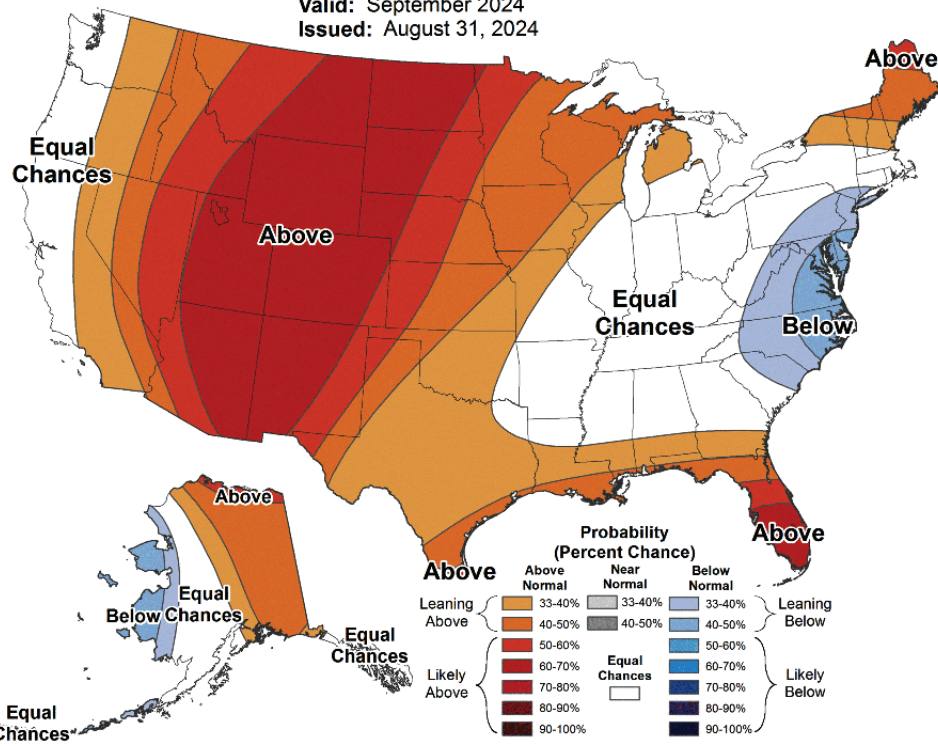 Valid: September 2024
Issued: August 31, 2024
Above
Equal
Chances
Above
Equal
Chances
Below
Above
Above
Above
Below
Equal
Chances
Equal
Chances
Equal
Chances
Probability
(Percent Chance)
Above
Normal
Near
Normal
Below
Normal
Leaning
Above
33-40%
33-40%
33-40%
Leaning
Below
40-50%
40-50%
40-50%
Likely
Above
50-60%
50-60%
Likely
Below
60-70%
60-70%
Equal
Chances
70-80%
70-80%
80-90%
80-90%
90-100%
90-100%